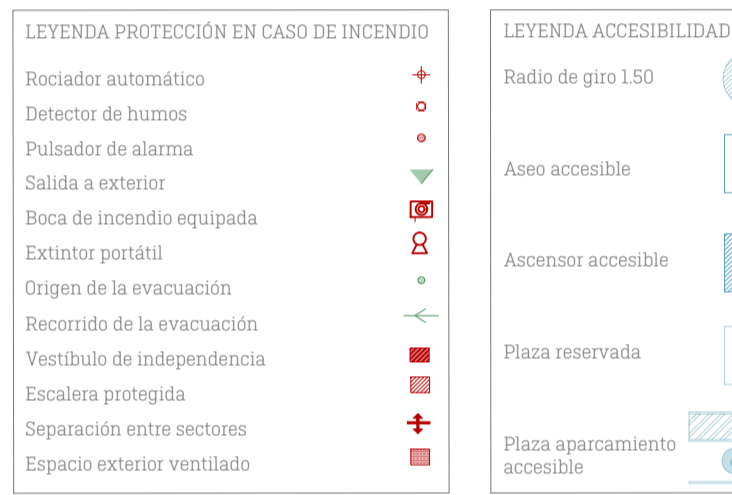 LEYENDA PROTECCIÓN EN CASO DE INCENDIO
Rociador automático
Detector de humos
Pulsador de alarma
Salida a exterior
Boca de incendio equipada
Extintor portátil
Origen de la evacuación
Recorrido de la evacuación
Vestíbulo de independencia
Escalera protegida
Separación entre sectores
Espacio exterior ventilado
LEYENDA ACCESIBILIDAD
Radio de giro 1.50
Aseo accesible
Ascensor accesible
Plaza reservada
Plaza aparcamiento
accesible